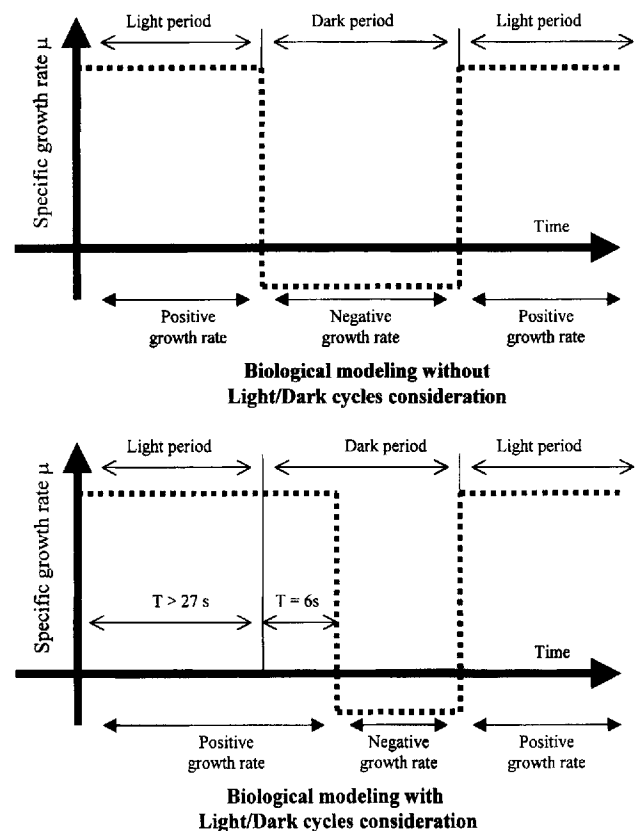 Light period Dark period Light period
Specific growth rate μ
Time
Positive growth rate
Negative growth rate
Positive growth rate
Biological modeling without
Light/Dark cycles consideration
Light period Dark period Light period
Specific growth rate μ
T > 27 s T = 6s
Time
Positive growth rate
Negative growth rate
Positive growth rate
Biological modeling with
Light/Dark cycles consideration